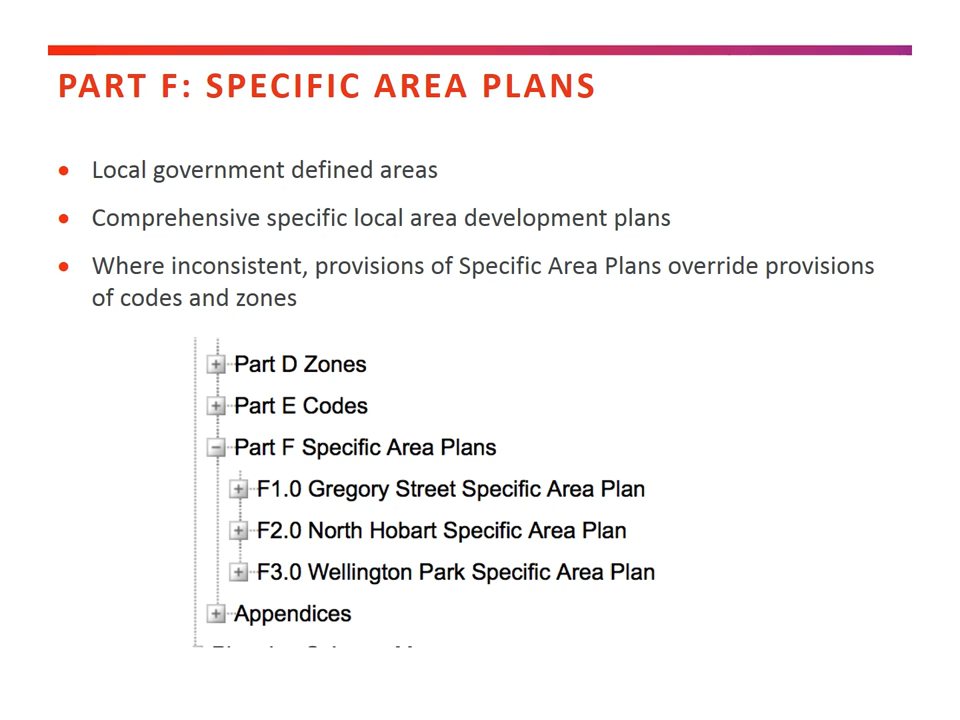 PART F: SPECIFIC AREA PLANS
Local government defined areas
Comprehensive specific local area development plans
Where inconsistent, provisions of Specific Area Plans override provisions
of codes and zones
Part D Zones
Part E Codes
Part F Specific Area Plans
F1.0 Gregory Street Specific Area Plan
F2.0 North Hobart Specific Area Plan
F3.0 Wellington Park Specific Area Plan
Appendices